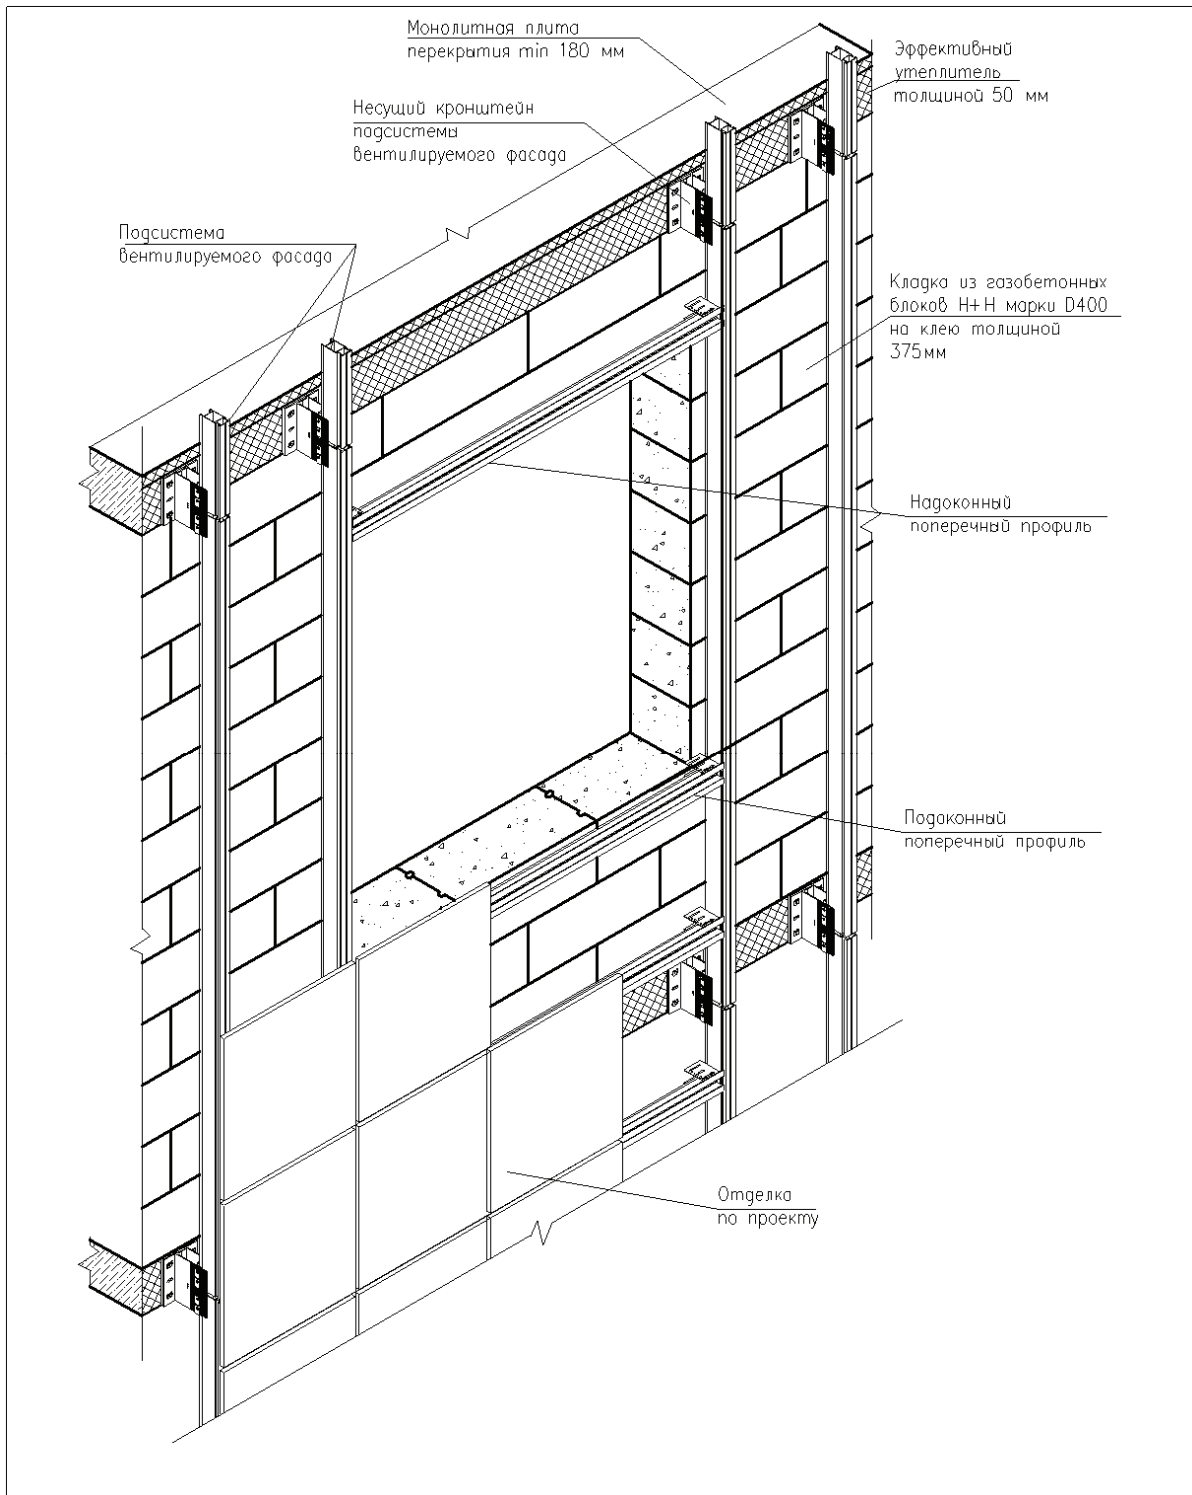 Монолитная плита
перекрытия min 180 мм
Эффективный
утеплитель
толщиной 50 мм
Несущий кронштейн
подсистемы
вентилируемого фасада
Подсистема
вентилируемого фасада
Кладка из газобетонных
блоков H+H марки D400
на клею толщиной
375мм
Надоконный
поперечный профиль
Подоконный
поперечный профиль
Отделка
по проекту